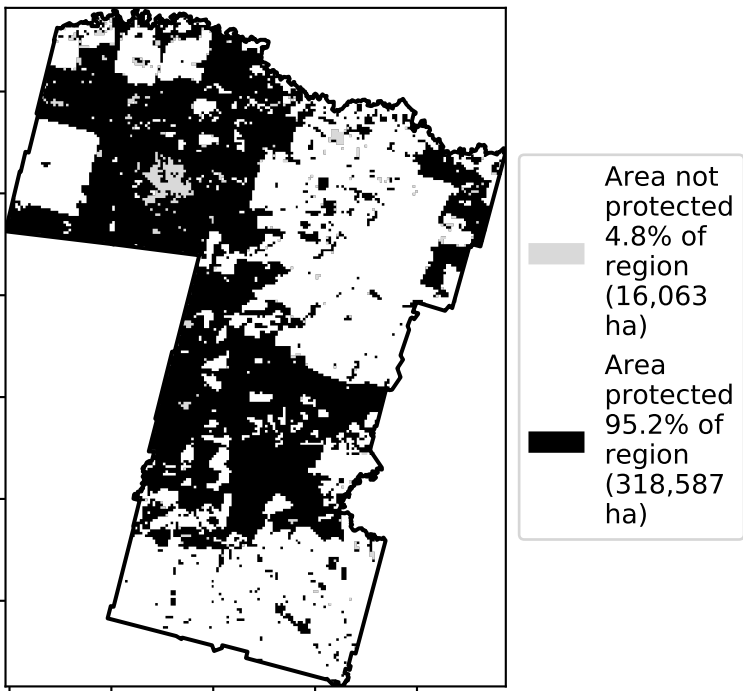 Area not
protected
4.8% of
region
(16,063
ha)
Area
protected
95.2% of
region
(318,587
ha)